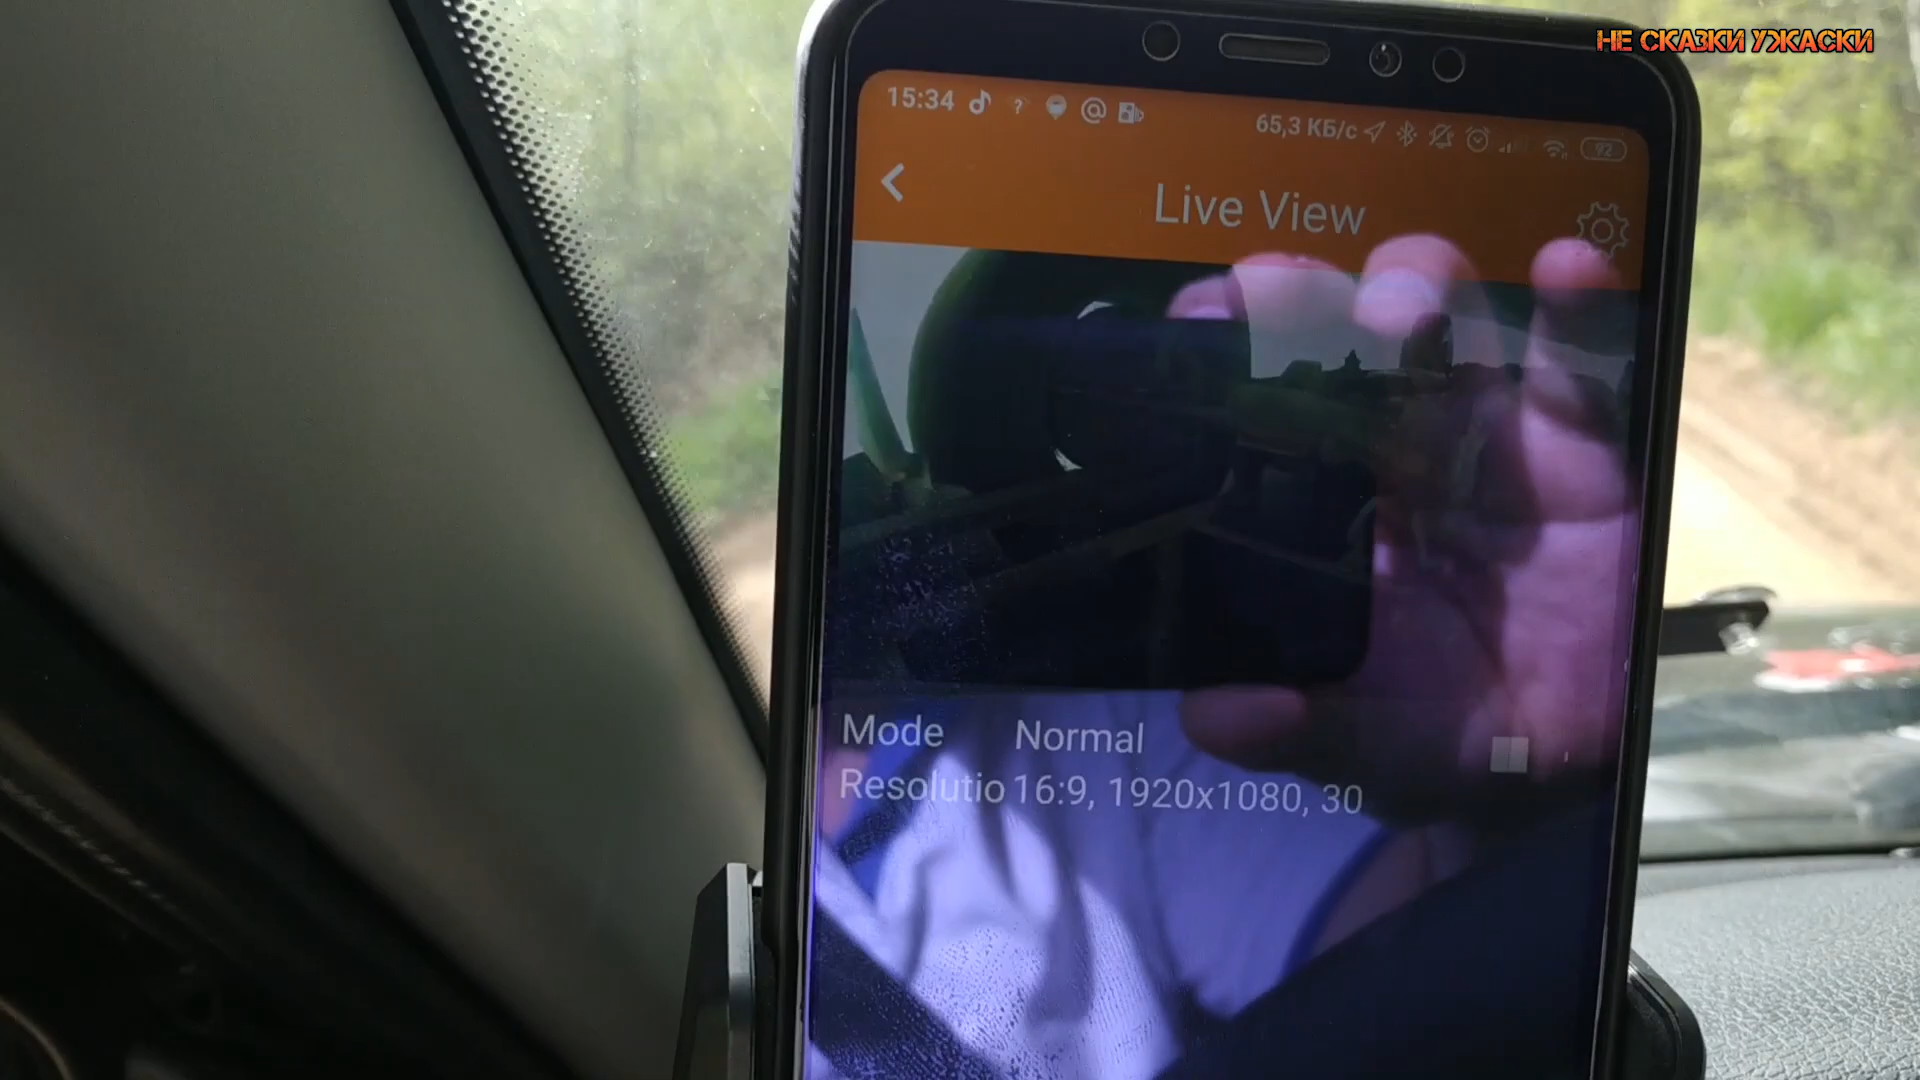 НЕ СКАЗКИ УЖАСКИ
15:34
65,3 КБ/с
92
Live View
Mode Normal
Resolutio 16:9, 1920x1080, 30